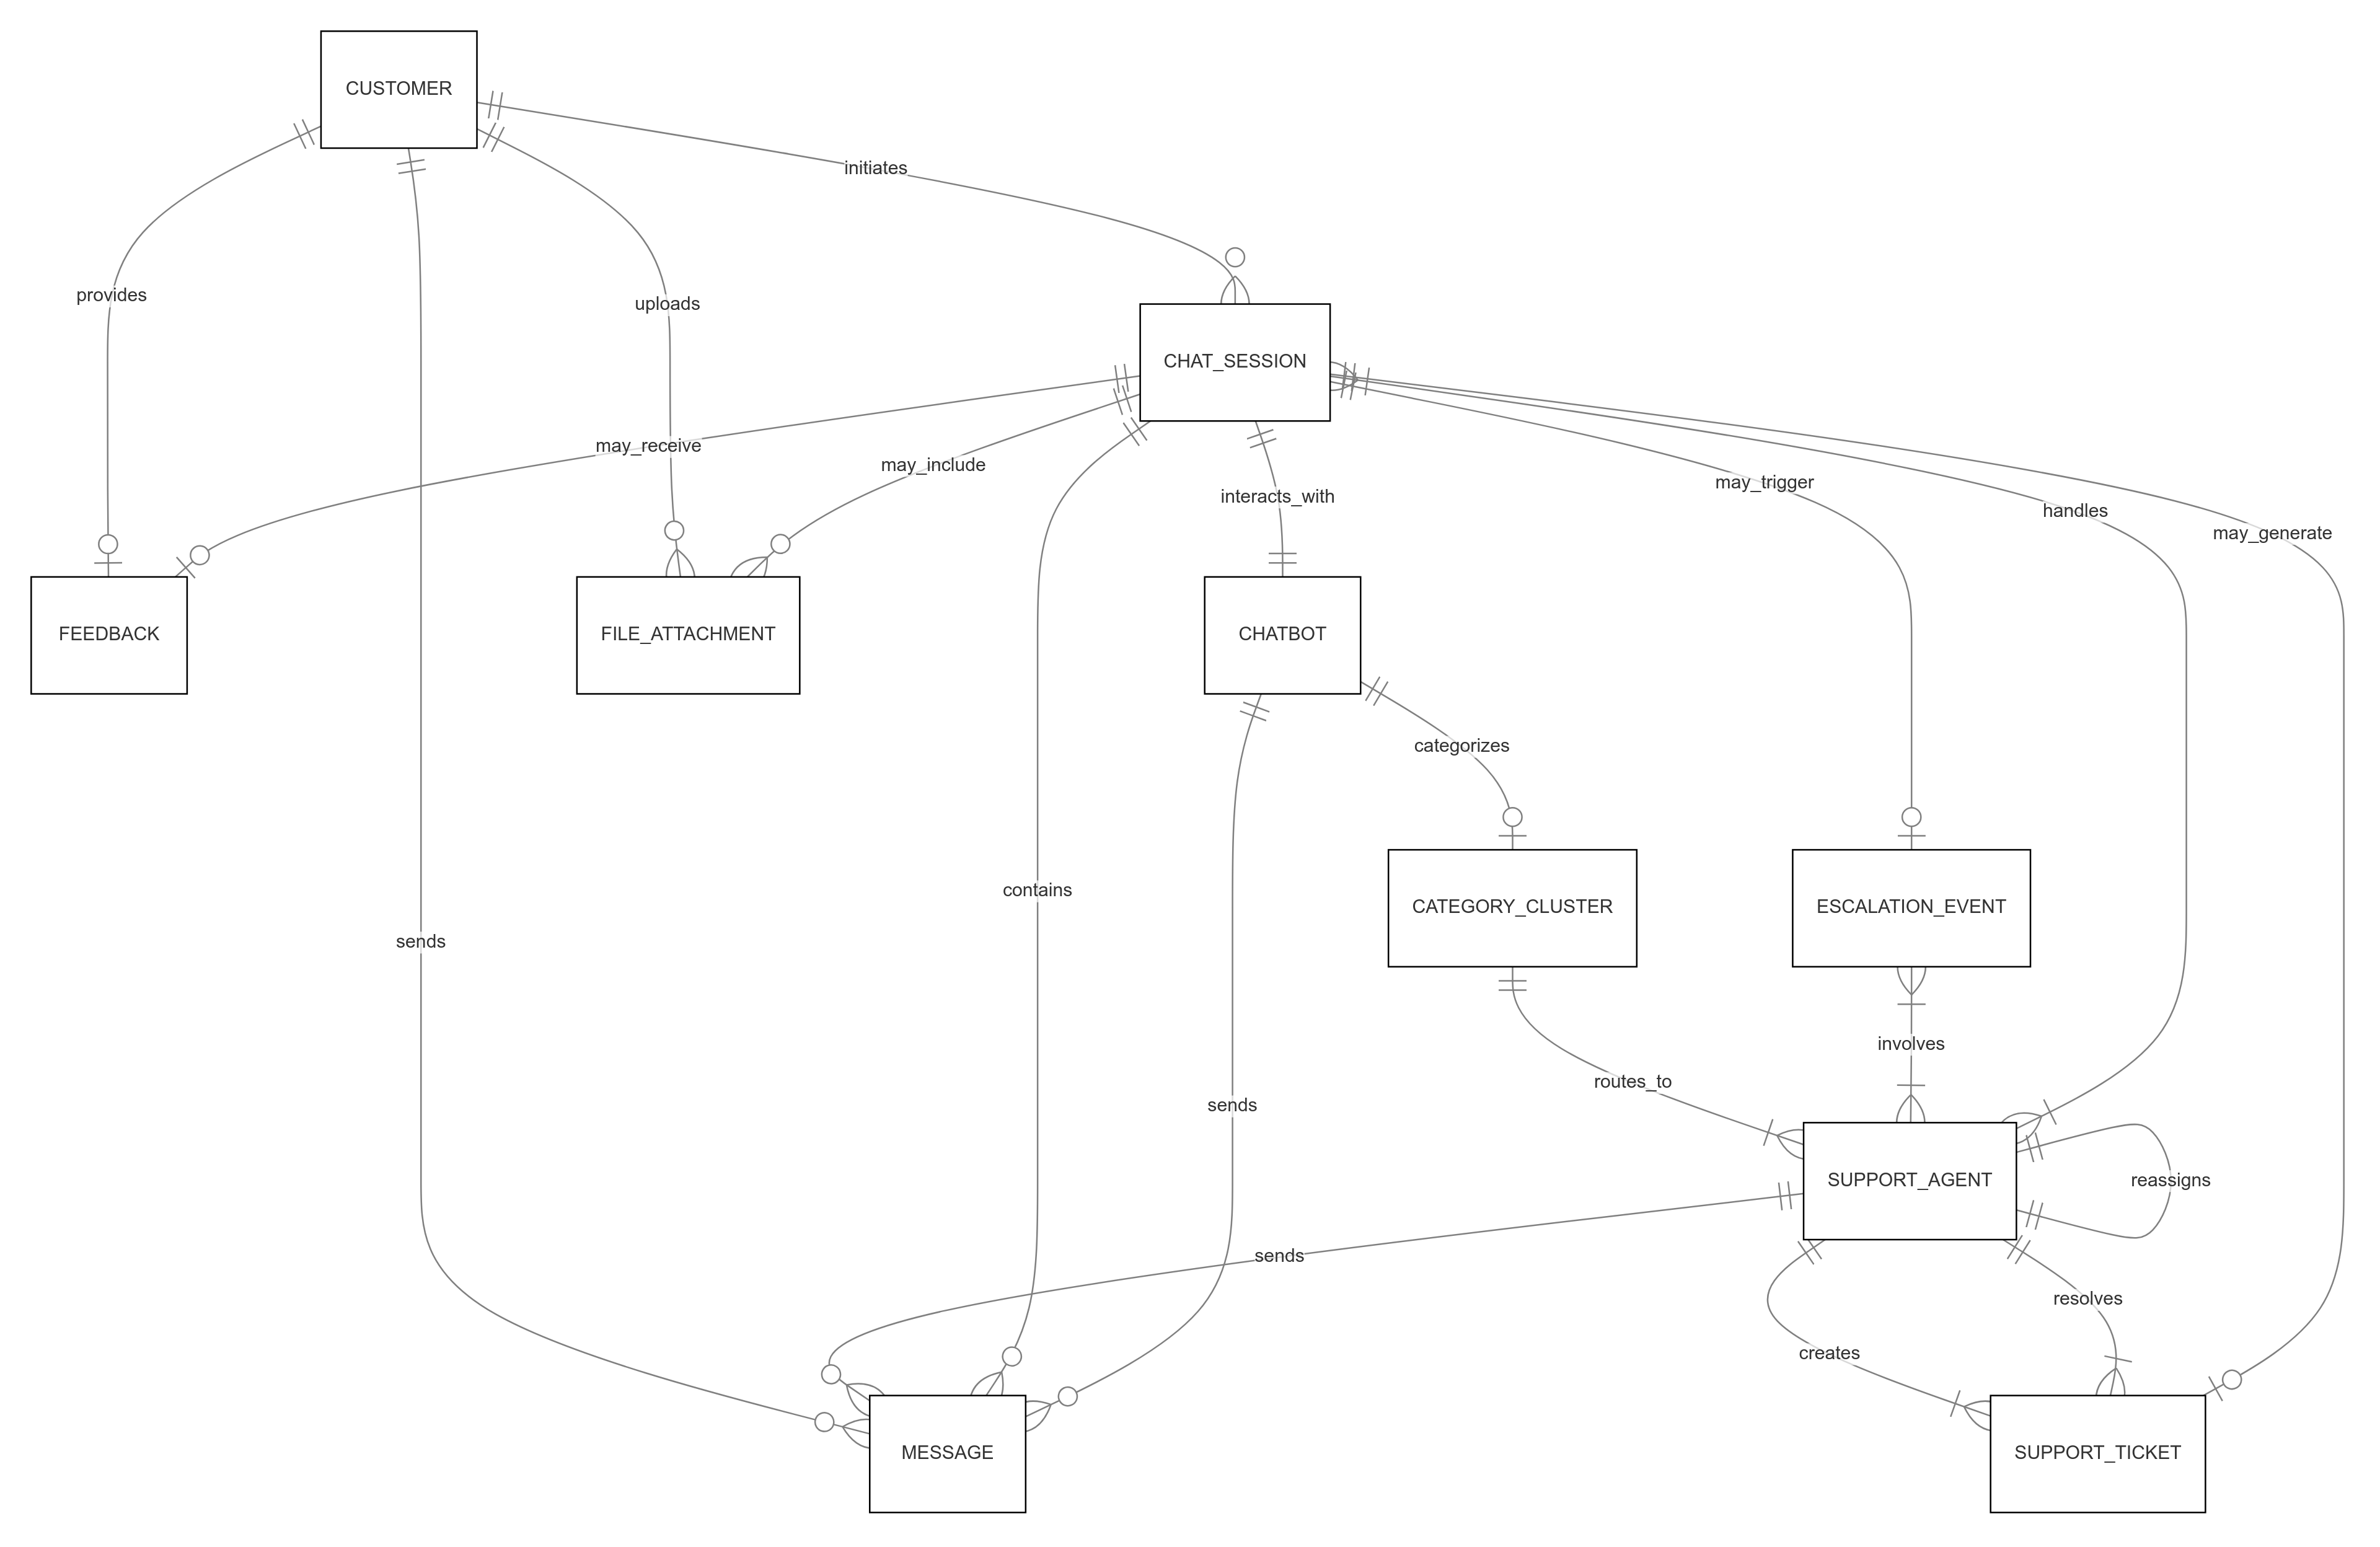 CUSTOMER
initiates
provides
uploads
CHAT_SESSION
may_receive
may_include
interacts_with
may_trigger
handles
may_generate
FEEDBACK
FILE_ATTACHMENT
CHATBOT
categorizes
contains
CATEGORY_CLUSTER
ESCALATION_EVENT
sends
involves
routes_to
sends
SUPPORT_AGENT
reassigns
sends
resolves
creates
MESSAGE
SUPPORT_TICKET